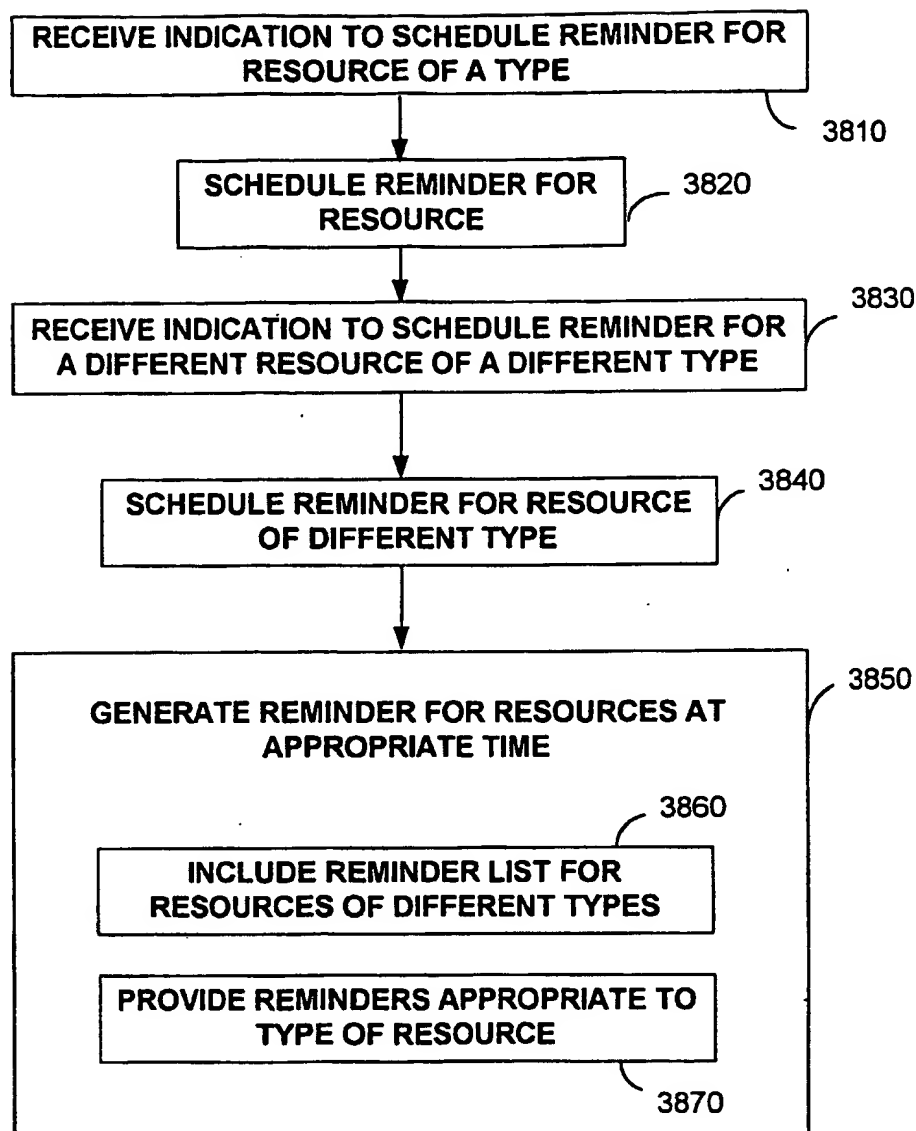 RECEIVE INDICATION TO SCHEDULE REMINDER FOR
RESOURCE OF A TYPE
3810
SCHEDULE REMINDER FOR
RESOURCE
3820
RECEIVE INDICATION TO SCHEDULE REMINDER FOR
A DIFFERENT RESOURCE OF A DIFFERENT TYPE
3830
SCHEDULE REMINDER FOR RESOURCE
OF DIFFERENT TYPE
3840
GENERATE REMINDER FOR RESOURCES AT
APPROPRIATE TIME
3850
3860
INCLUDE REMINDER LIST FOR
RESOURCES OF DIFFERENT TYPES
PROVIDE REMINDERS APPROPRIATE TO
TYPE OF RESOURCE
3870